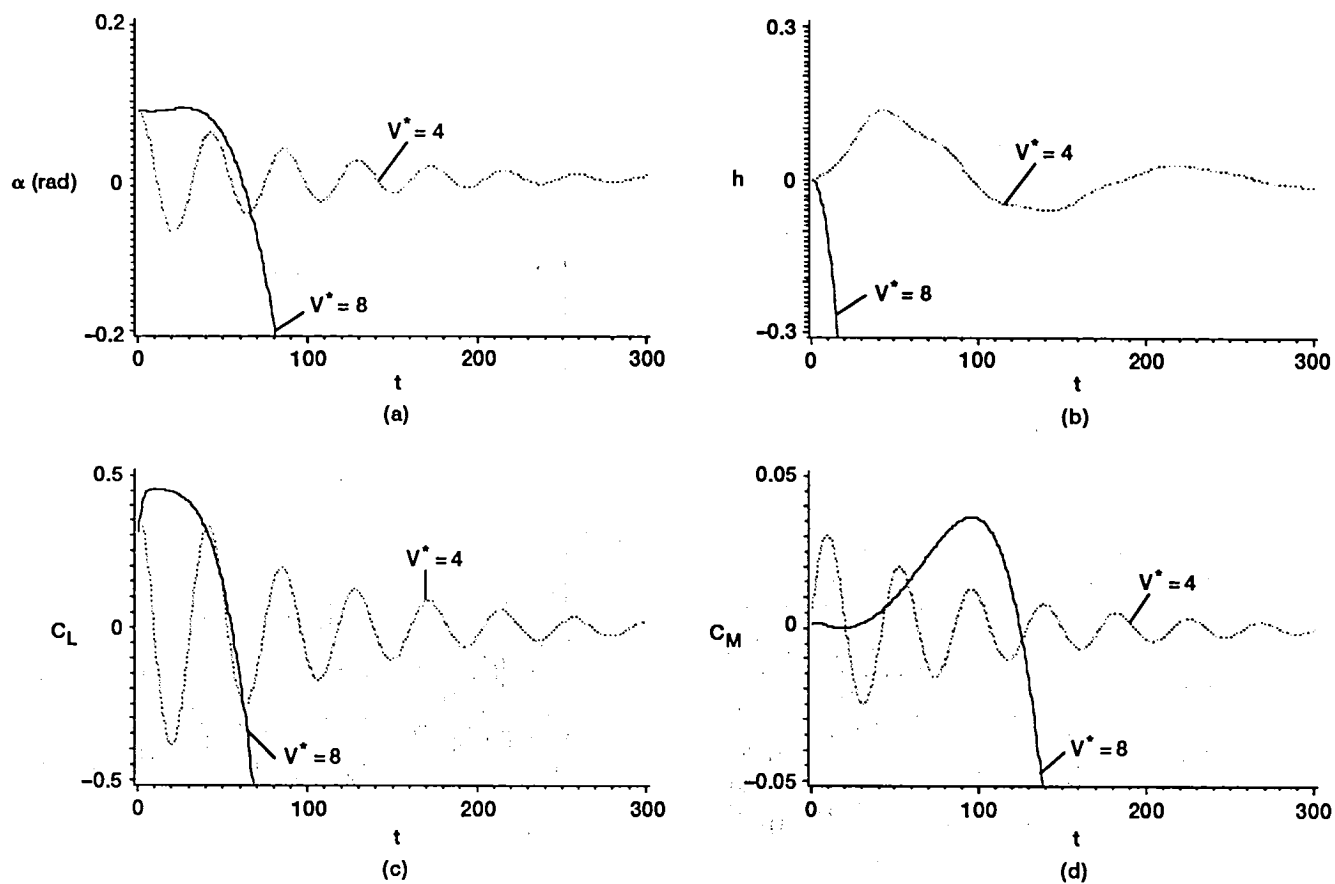 0.2
α (rad)
0
−0.2
V* = 4
V* = 8
0
100
200
300
t
(a)
0.3
h
0
−0.3
V* = 4
V* = 8
0
100
200
300
t
(b)
0.5
C_L
0
−0.5
V* = 4
V* = 8
0
100
200
300
t
(c)
0.05
C_M
0
−0.05
V* = 4
V* = 8
0
100
200
300
t
(d)